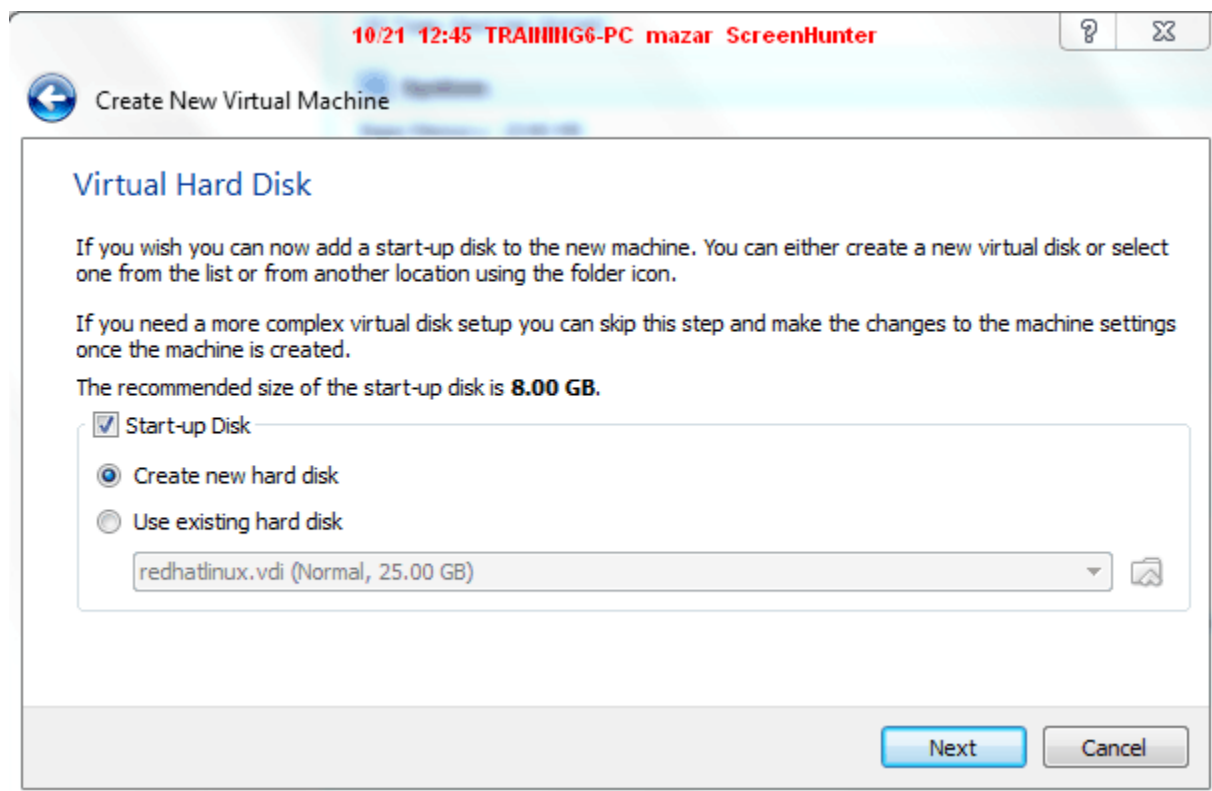 10/21 12:45 TRAINING6-PC mazar ScreenHunter
Create New Virtual Machine
Virtual Hard Disk
If you wish you can now add a start-up disk to the new machine. You can either create a new virtual disk or select
one from the list or from another location using the folder icon.
If you need a more complex virtual disk setup you can skip this step and make the changes to the machine settings
once the machine is created.
The recommended size of the start-up disk is 8.00 GB.
Start-up Disk
Create new hard disk
Use existing hard disk
redhatlinux.vdi (Normal, 25.00 GB)
Next Cancel